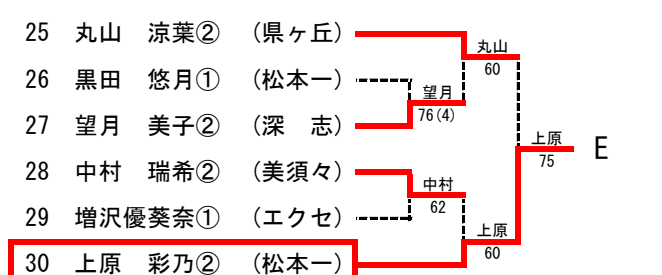 25 丸山 涼葉② (県ヶ丘)
丸山
60
26 黒田 悠月① (松本一)
望月
76(4)
27 望月 美子② (深 志)
上原
75
E
28 中村 瑞希② (美須々)
中村
62
29 増沢優葵奈① (エクセ)
上原
60
30 上原 彩乃② (松本一)